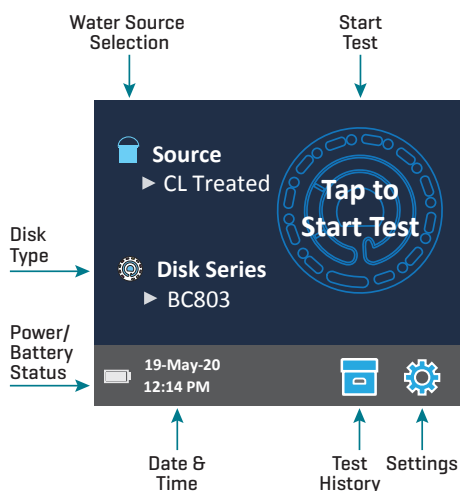 Water Source
Selection
Start
Test
Source
▶ CL Treated
Tap to
Start Test
Disk
Type
Disk Series
▶ BC803
Power/
Battery
Status
19-May-20
12:14 PM
Date &
Time
Test
History
Settings